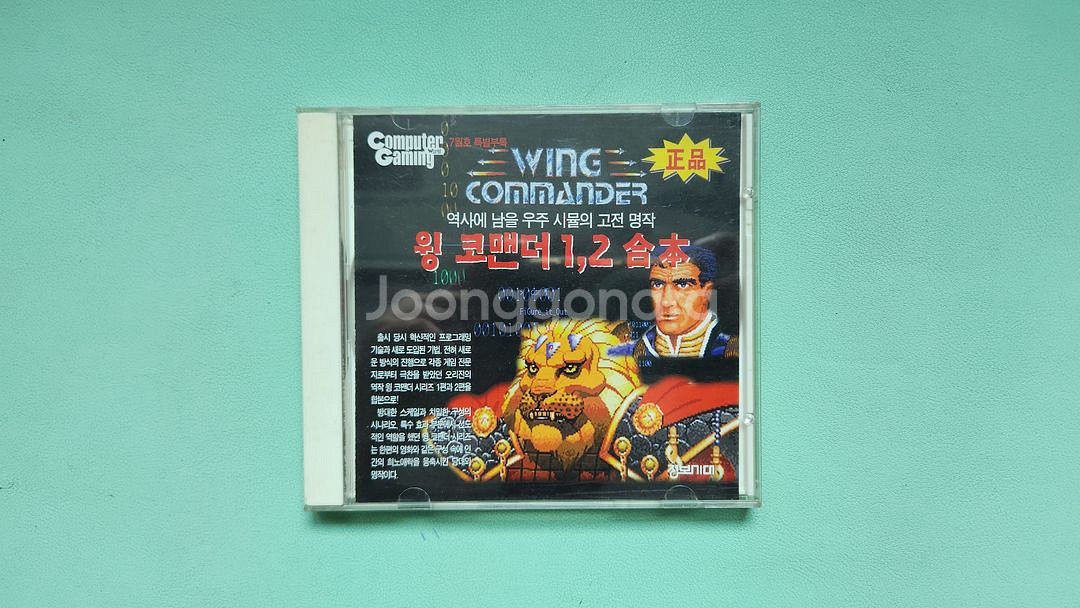 Computer
Gaming
World
7월호 특별부록
WING
COMMANDER
正品
역사에 남을 우주 시뮬의 고전 명작
윙 코맨더 1,2 合本
1000
Joonggonara
Figure it Out
출시 당시 혁신적인 프로그래밍
기술과 새로 도입된 기법, 전혀 새로
운 방식의 진행으로 각종 게임 전문
지로부터 극찬을 받았던 오리진의
역작 윙 코맨더 시리즈 1편과 2편을
합본으로!
방대한 스케일과 치밀한 구성의
시나리오, 특수 효과 부문에서 선도
적인 역할을 했던 윙 코맨더 시리즈
는 한편의 영화와 같은 구성 속에 인
간의 희노애락을 응축시킨 당대의
명작이다.
정보시대